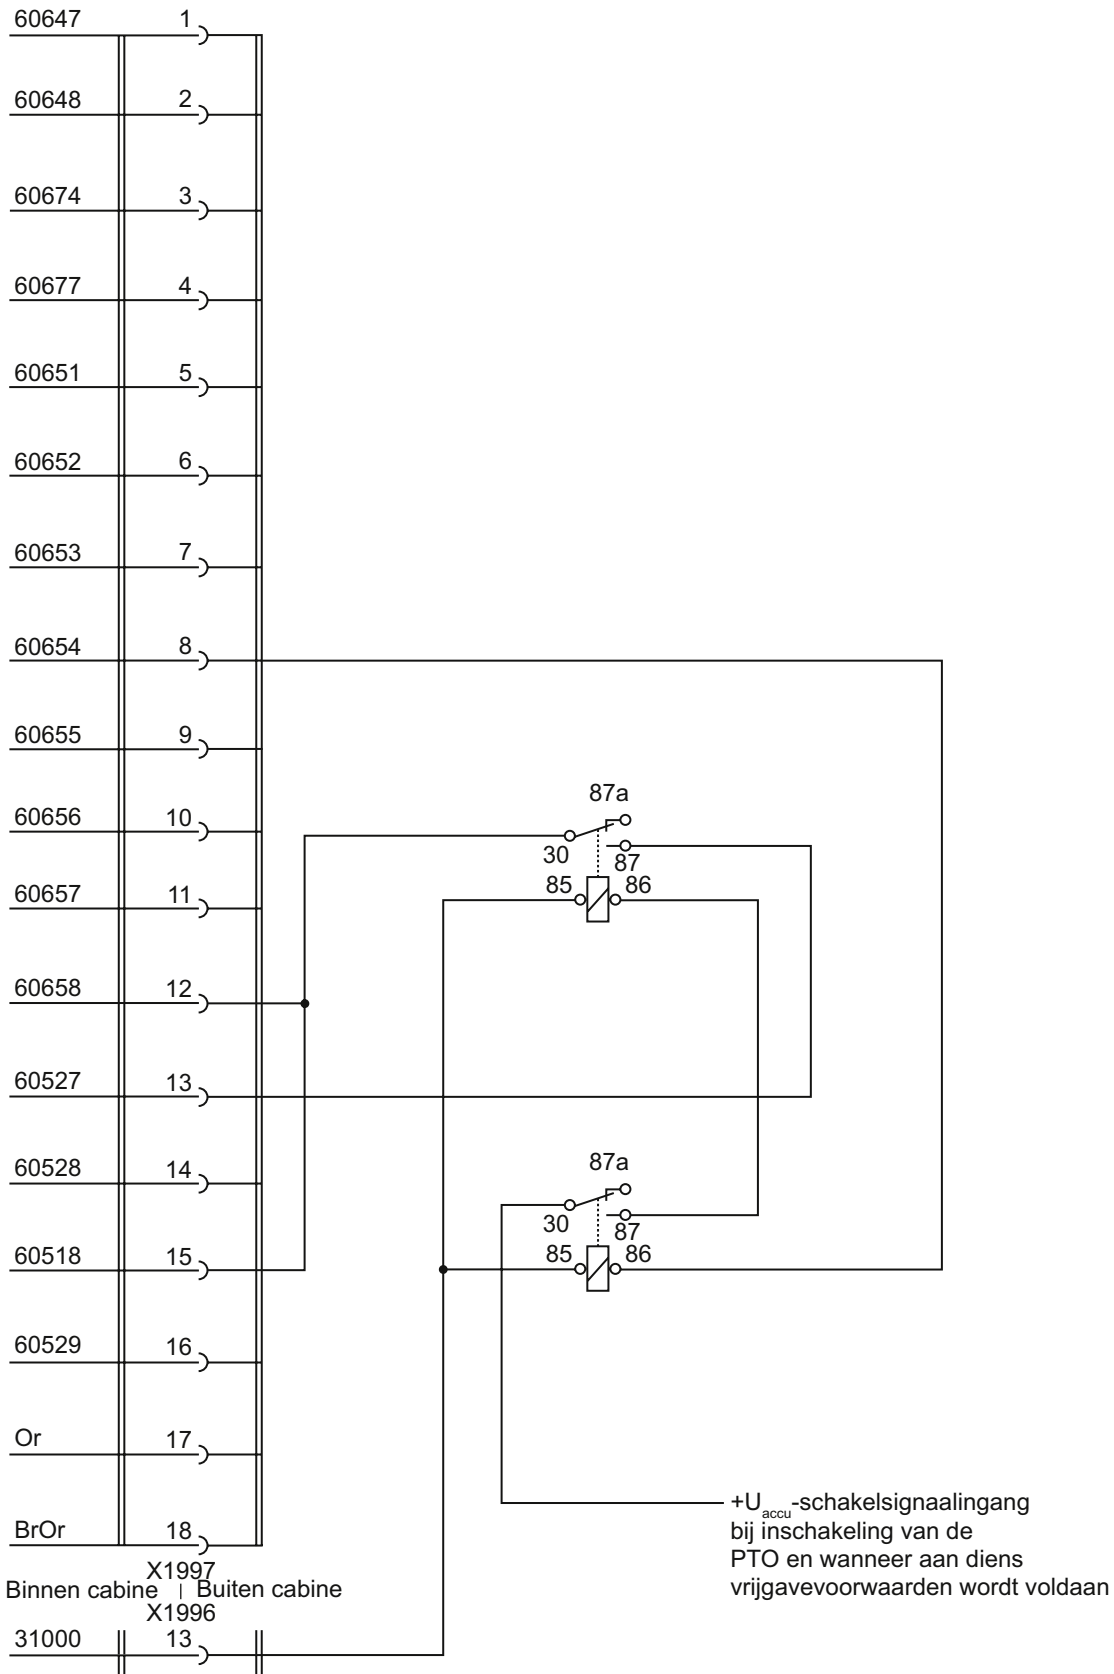 60647 1
60648 2
60674 3
60677 4
60651 5
60652 6
60653 7
60654 8
60655 9
87a
60656 10
30 87
85 86
60657 11
60658 12
60527 13
87a
60528 14
30 87
85 86
60518 15
60529 16
Or 17
+Uaccu-schakelsignaalingang
bij inschakeling van de
PTO en wanneer aan diens
vrijgavevoorwaarden wordt voldaan
BrOr 18
X1997
Binnen cabine | Buiten cabine
X1996
31000 13